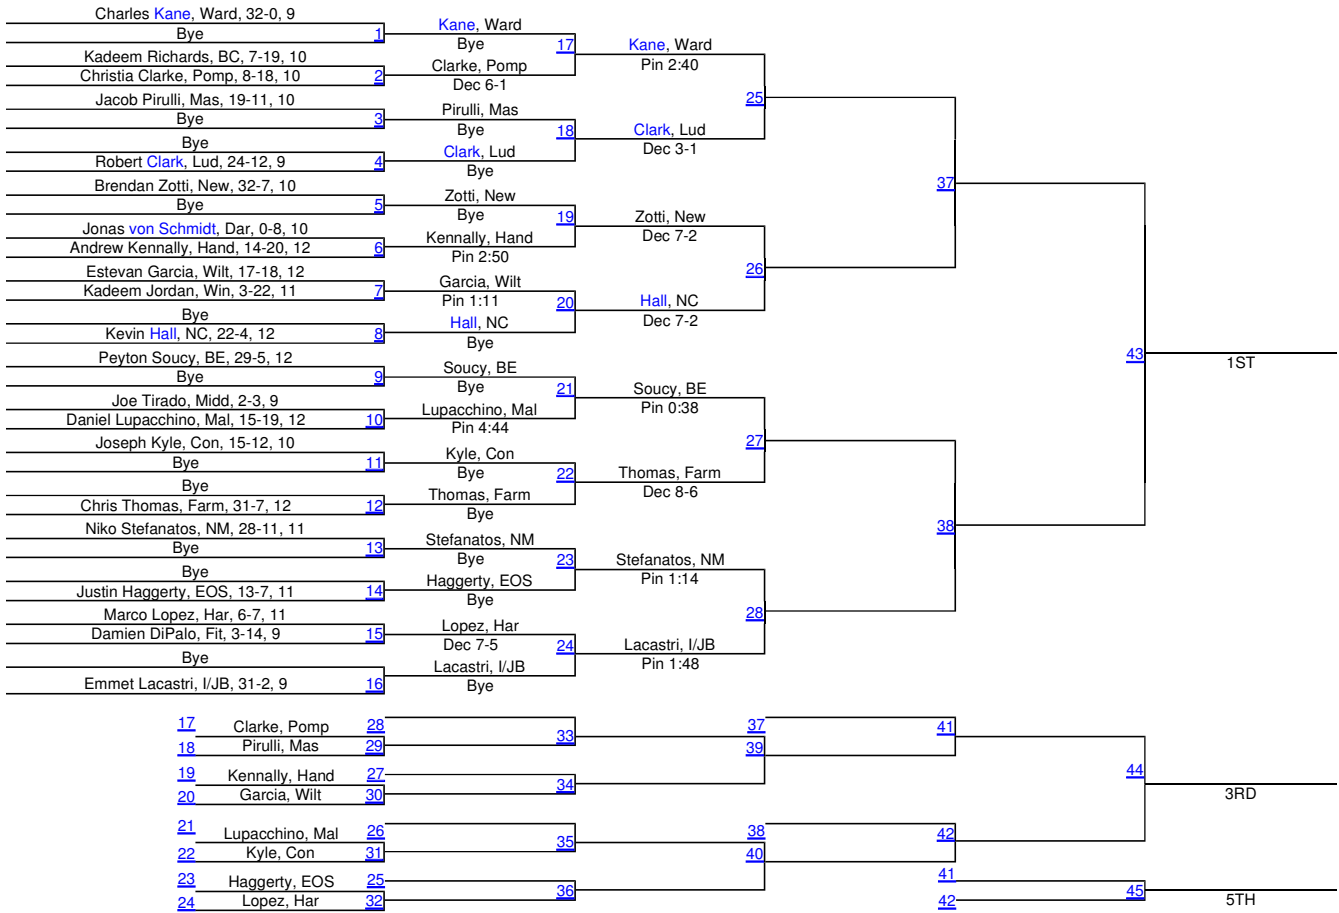 Charles Kane, Ward, 32-0, 9
Bye
1
Kadeem Richards, BC, 7-19, 10
Christia Clarke, Pomp, 8-18, 10
2
Jacob Pirulli, Mas, 19-11, 10
Bye
3
Bye
Robert Clark, Lud, 24-12, 9
4
Brendan Zotti, New, 32-7, 10
Bye
5
Jonas von Schmidt, Dar, 0-8, 10
Andrew Kennally, Hand, 14-20, 12
6
Estevan Garcia, Wilt, 17-18, 12
Kadeem Jordan, Win, 3-22, 11
7
Bye
Kevin Hall, NC, 22-4, 12
8
Peyton Soucy, BE, 29-5, 12
Bye
9
Joe Tirado, Midd, 2-3, 9
Daniel Lupacchino, Mal, 15-19, 12
10
Joseph Kyle, Con, 15-12, 10
Bye
11
Bye
Chris Thomas, Farm, 31-7, 12
12
Niko Stefanatos, NM, 28-11, 11
Bye
13
Bye
Justin Haggerty, EOS, 13-7, 11
14
Marco Lopez, Har, 6-7, 11
Damien DiPalo, Fit, 3-14, 9
15
Bye
Emmet Lacastri, I/JB, 31-2, 9
16
Kane, Ward
Bye
17
Clarke, Pomp
Dec 6-1
Pirulli, Mas
Bye
18
Clark, Lud
Bye
Zotti, New
Bye
19
Kennally, Hand
Pin 2:50
Garcia, Wilt
Pin 1:11
20
Hall, NC
Bye
Soucy, BE
Bye
21
Lupacchino, Mal
Pin 4:44
Kyle, Con
Bye
22
Thomas, Farm
Bye
Stefanatos, NM
Bye
23
Haggerty, EOS
Bye
Lopez, Har
Dec 7-5
24
Lacastri, I/JB
Bye
Kane, Ward
Pin 2:40
25
Clark, Lud
Dec 3-1
Zotti, New
Dec 7-2
26
Hall, NC
Dec 7-2
Soucy, BE
Pin 0:38
27
Thomas, Farm
Dec 8-6
Stefanatos, NM
Pin 1:14
28
Lacastri, I/JB
Pin 1:48
37
38
43
1ST
17
Clarke, Pomp
28
18
Pirulli, Mas
29
33
19
Kennally, Hand
27
20
Garcia, Wilt
30
34
21
Lupacchino, Mal
26
22
Kyle, Con
31
35
23
Haggerty, EOS
25
24
Lopez, Har
32
36
37
39
38
40
41
42
44
3RD
41
42
45
5TH